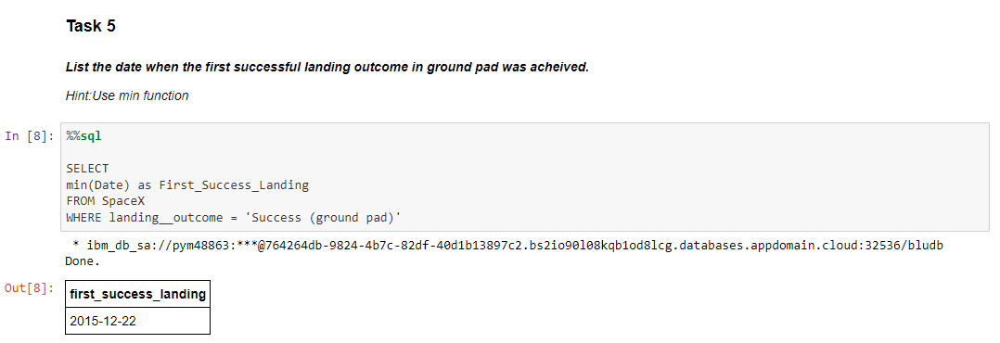 Task 5
List the date when the first successful landing outcome in ground pad was acheived.
Hint:Use min function
In [8]: %%sql
SELECT
min(Date) as First_Success_Landing
FROM SpaceX
WHERE landing__outcome = 'Success (ground pad)'
* ibm_db_sa://pym48863:***@764264db-9824-4b7c-82df-40d1b13897c2.bs2io90l08kqb1od8lcg.databases.appdomain.cloud:32536/bludb
Done.
Out[8]: first_success_landing
2015-12-22